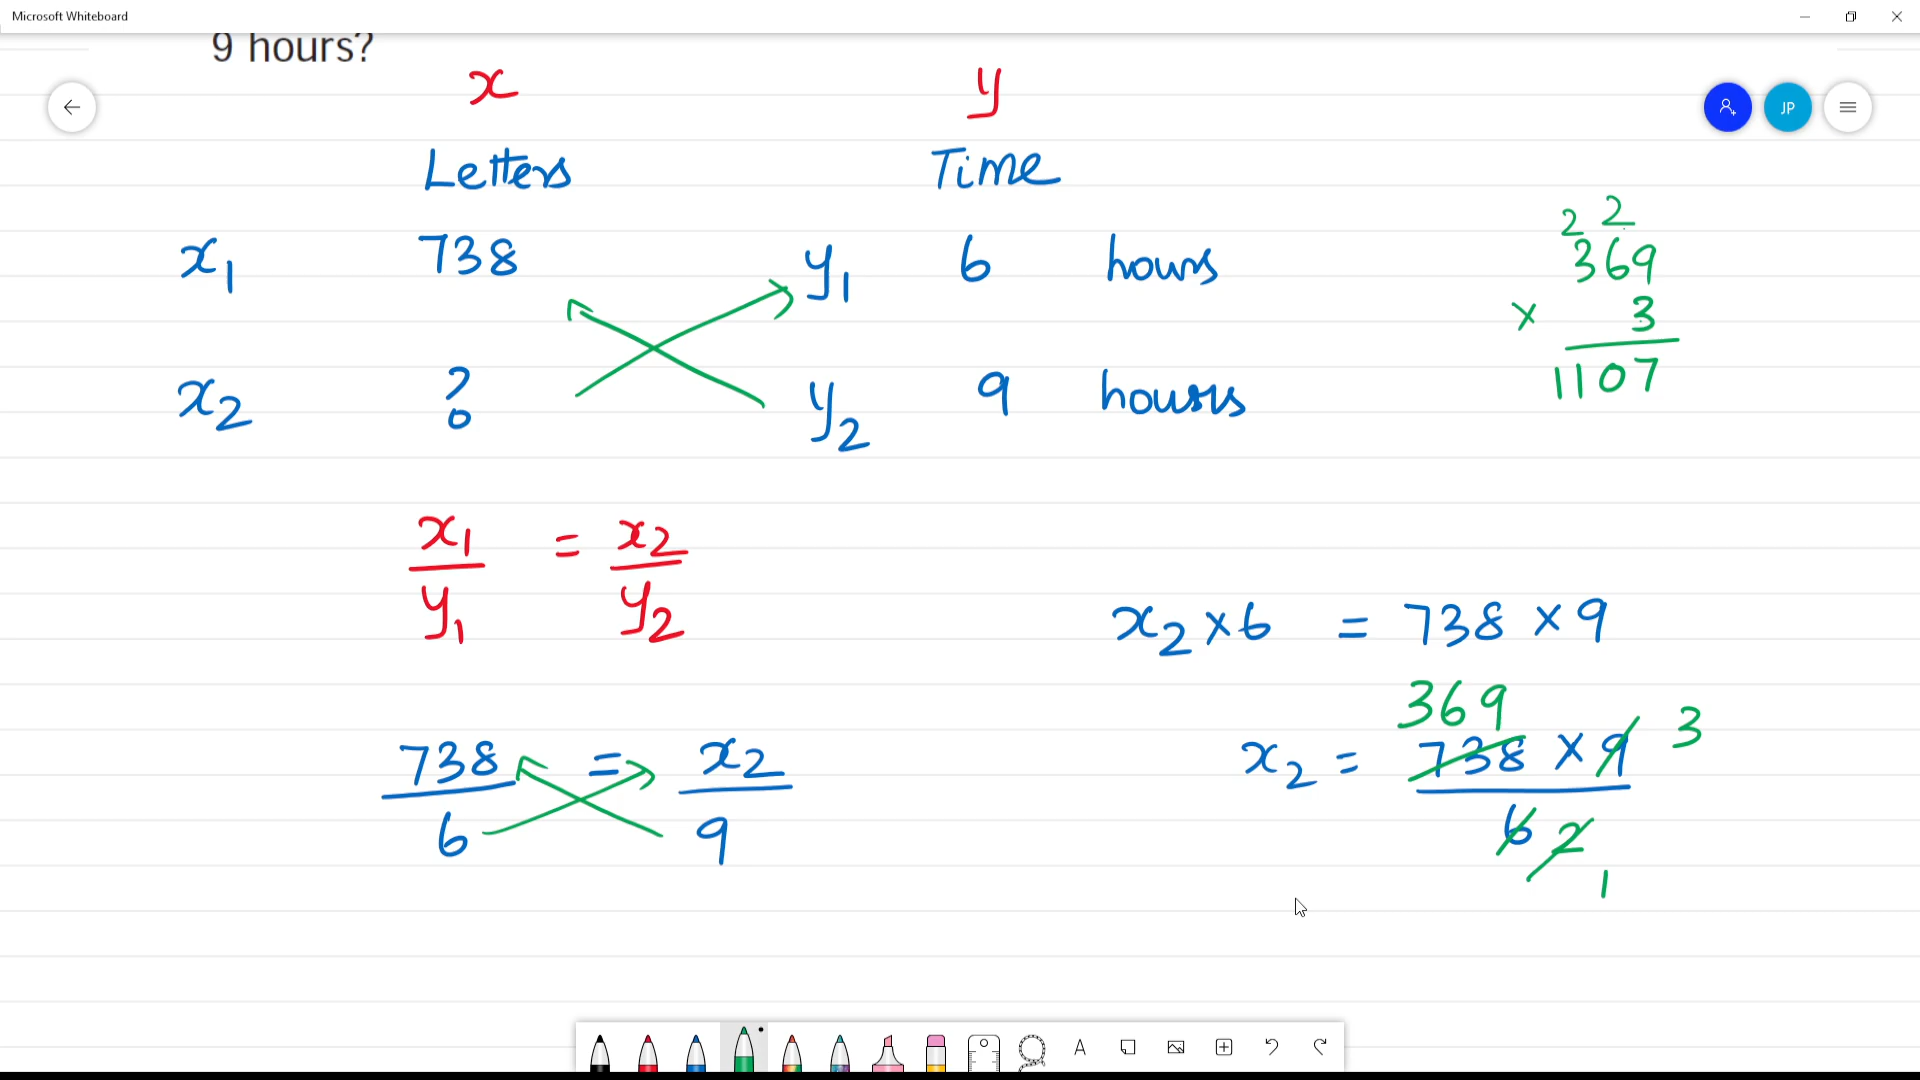 Microsoft Whiteboard
9 hours?
x y
JP
Letters Time
x1 738 y1 6 hours
x2 ? y2 9 hours
2 2
369
× 3
1107
x1/y1 = x2/y2
x2 × 6 = 738 × 9
738/6 = x2/9
369
x2 = 738 × 9 3
6 2
1
A